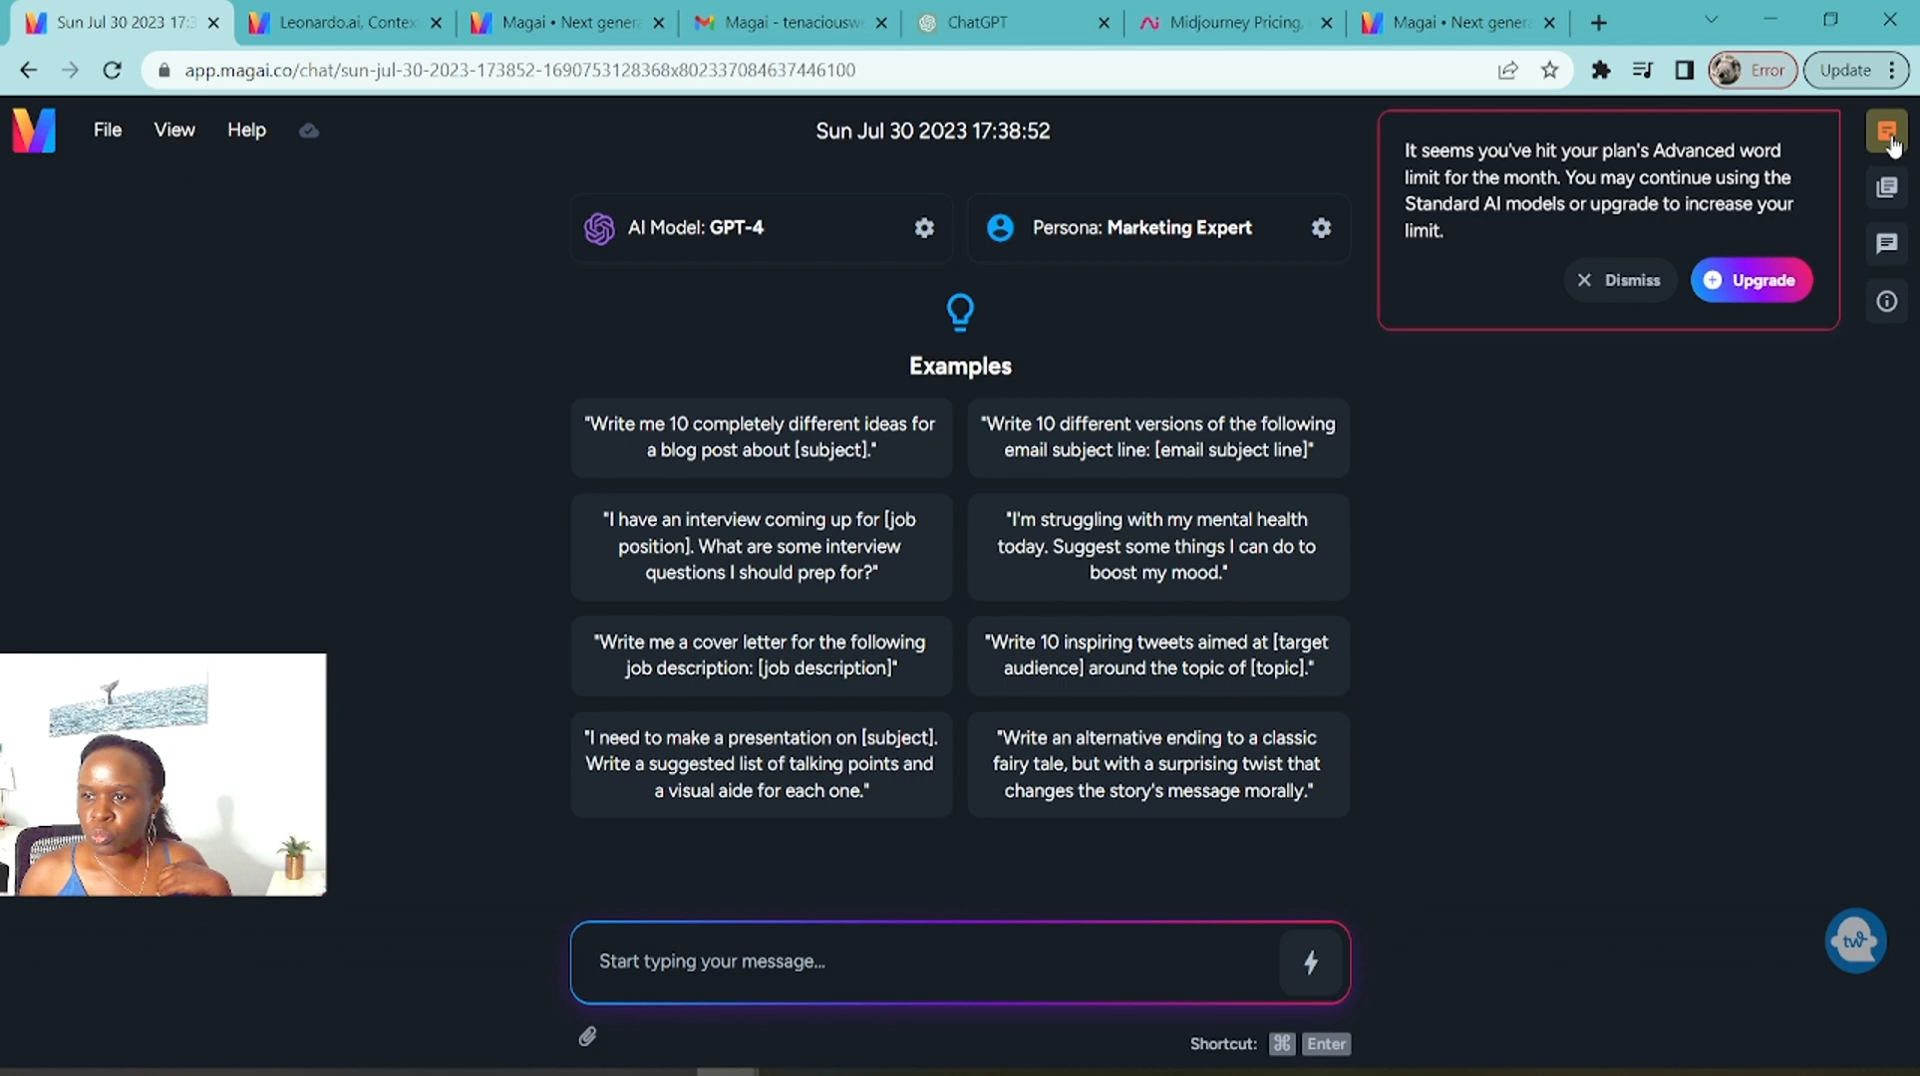 Sun Jul 30 2023 17:3
Leonardo.ai, Contex
Magai • Next genera
Magai - tenaciousw
ChatGPT
Midjourney Pricing,
Magai • Next genera
app.magai.co/chat/sun-jul-30-2023-173852-1690753128368x802337084637446100
Error
Update
File
View
Help
Sun Jul 30 2023 17:38:52
It seems you've hit your plan's Advanced word
limit for the month. You may continue using the
Standard AI models or upgrade to increase your
limit.
Dismiss
Upgrade
AI Model: GPT-4
Persona: Marketing Expert
Examples
"Write me 10 completely different ideas for
a blog post about [subject]."
"Write 10 different versions of the following
email subject line: [email subject line]"
"I have an interview coming up for [job
position]. What are some interview
questions I should prep for?"
"I'm struggling with my mental health
today. Suggest some things I can do to
boost my mood."
"Write me a cover letter for the following
job description: [job description]"
"Write 10 inspiring tweets aimed at [target
audience] around the topic of [topic]."
"I need to make a presentation on [subject].
Write a suggested list of talking points and
a visual aide for each one."
"Write an alternative ending to a classic
fairy tale, but with a surprising twist that
changes the story's message morally."
Start typing your message...
tw
Shortcut: ⌘ Enter